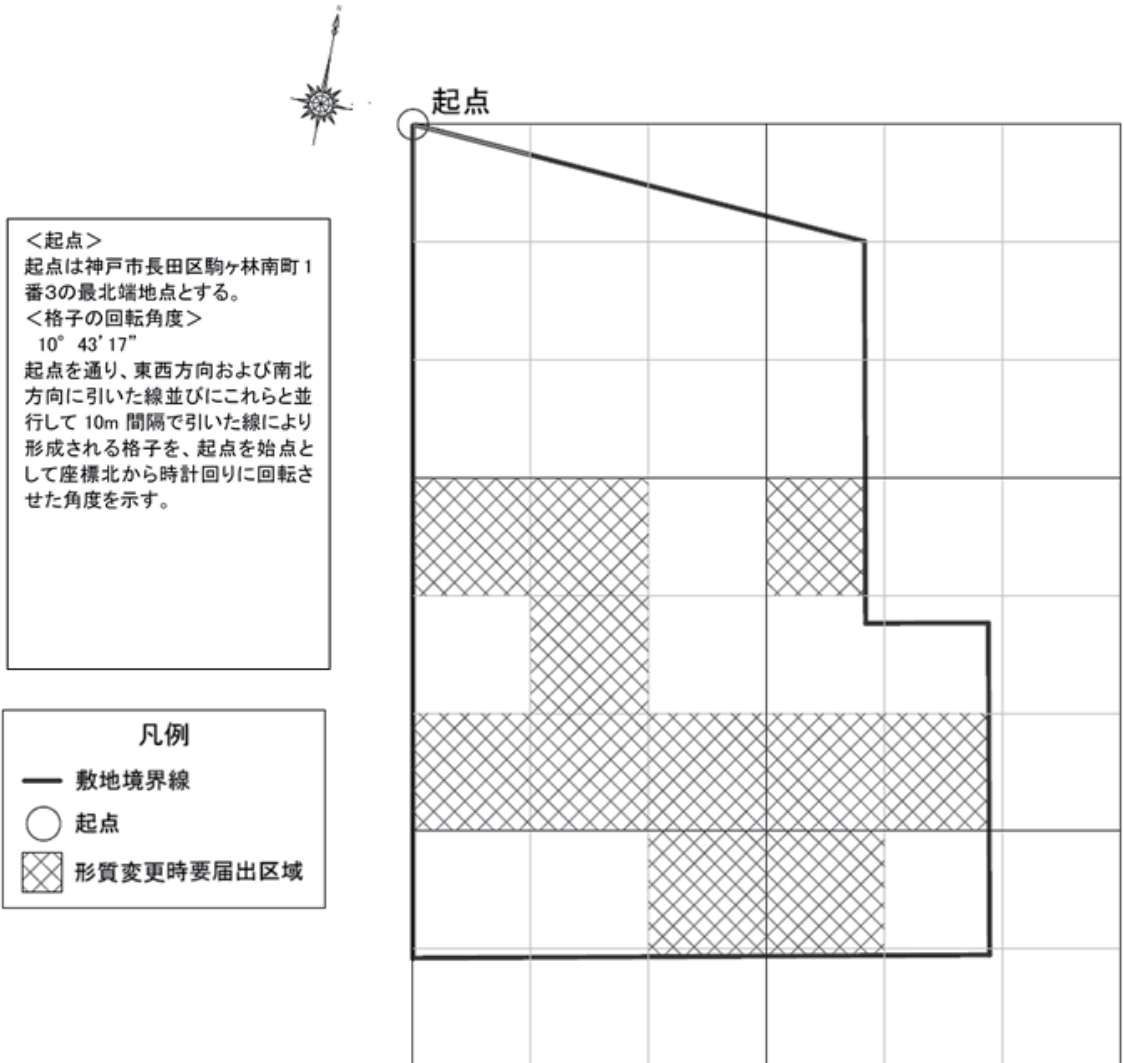 起点
＜起点＞
起点は神戸市長田区駒ヶ林南町1
番3の最北端地点とする。
＜格子の回転角度＞
10° 43’17”
起点を通り、東西方向および南北
方向に引いた線並びにこれらと並
行して 10m 間隔で引いた線により
形成される格子を、起点を始点と
して座標北から時計回りに回転さ
せた角度を示す。
凡例
敷地境界線
起点
形質変更時要届出区域